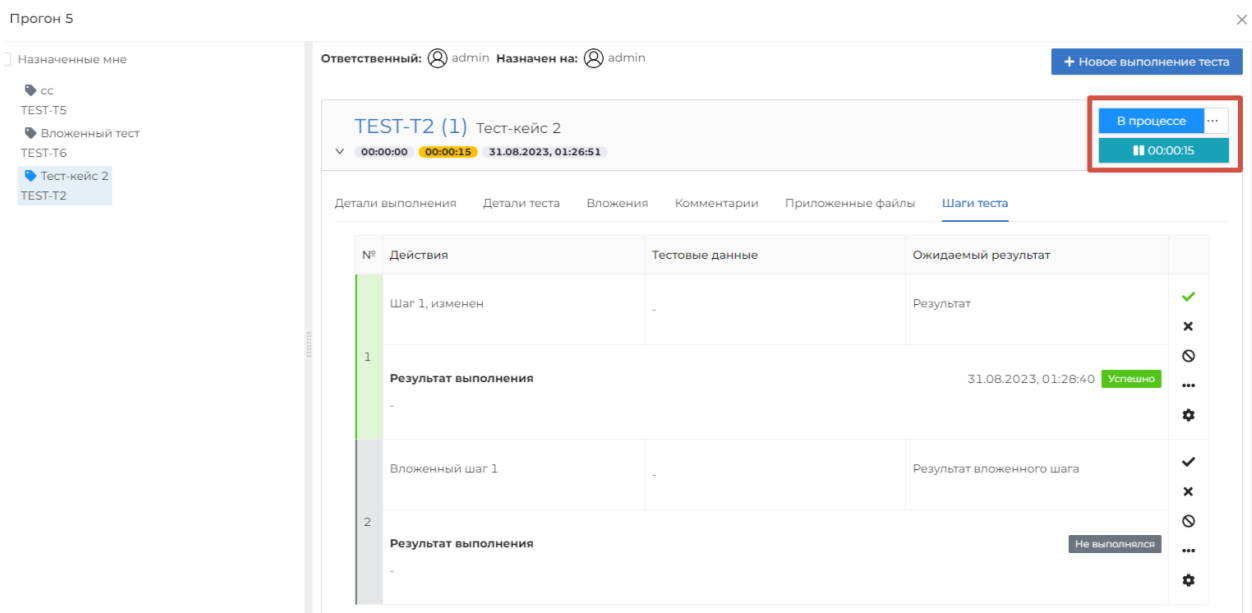 Прогон 5
Назначенные мне
сс
TEST-T5
Вложенный тест
TEST-T6
Тест-кейс 2
TEST-T2
Ответственный: admin Назначен на: admin
+ Новое выполнение теста
TEST-T2 (1) Тест-кейс 2
00:00:00 00:00:15 31.08.2023, 01:26:51
В процессе ...
00:00:15
Детали выполнения Детали теста Вложения Комментарии Приложенные файлы Шаги теста
№ Действия Тестовые данные Ожидаемый результат
Шаг 1, изменен - Результат
1
Результат выполнения 31.08.2023, 01:28:40 Успешно
-
Вложенный шаг 1 - Результат вложенного шага
2
Результат выполнения Не выполнялся
-